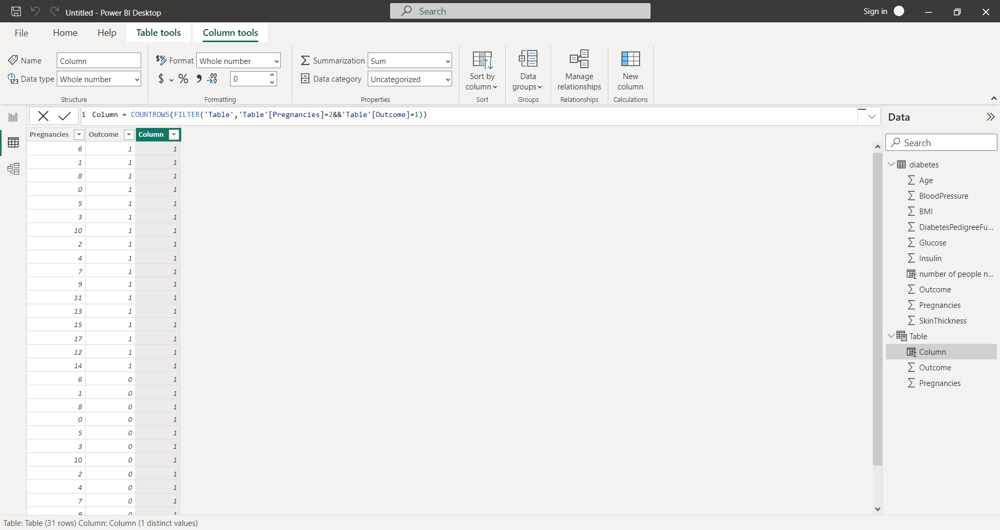 Untitled - Power BI Desktop
Search
Sign in
File
Home
Help
Table tools
Column tools
Name
Column
Data type
Whole number
Structure
Format
Whole number
$
%
0
Formatting
Summarization
Sum
Data category
Uncategorized
Properties
Sort by
column
Sort
Data
groups
Groups
Manage
relationships
Relationships
New
column
Calculations
1 Column = COUNTROWS(FILTER('Table','Table'[Pregnancies]=2&&'Table'[Outcome]=1))
Pregnancies Outcome Column
6 1 1
1 1 1
8 1 1
0 1 1
5 1 1
3 1 1
10 1 1
2 1 1
4 1 1
7 1 1
9 1 1
11 1 1
13 1 1
15 1 1
17 1 1
12 1 1
14 1 1
6 0 1
1 0 1
8 0 1
0 0 1
5 0 1
3 0 1
10 0 1
2 0 1
4 0 1
7 0 1
9 0 1
Table: Table (31 rows) Column: Column (1 distinct values)
Data
Search
diabetes
Age
BloodPressure
BMI
DiabetesPedigreeFu...
Glucose
Insulin
number of people n...
Outcome
Pregnancies
SkinThickness
Table
Column
Outcome
Pregnancies